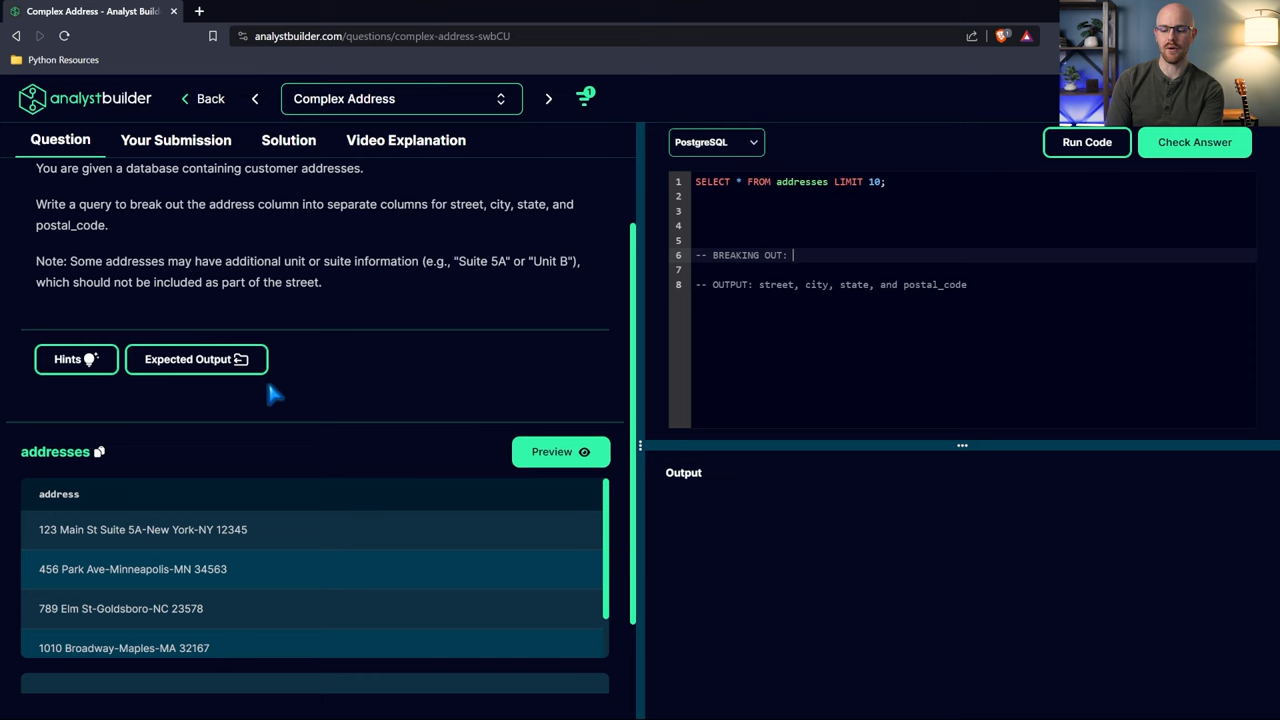 Complex Address - Analyst Build
analystbuilder.com/questions/complex-address-swbCU
1
Python Resources
analystbuilder
Back
Complex Address
1
Question
Your Submission
Solution
Video Explanation
You are given a database containing customer addresses.
Write a query to break out the address column into separate columns for street, city, state, and
postal_code.
Note: Some addresses may have additional unit or suite information (e.g., "Suite 5A" or "Unit B"),
which should not be included as part of the street.
Hints
Expected Output
addresses
Preview
address
123 Main St Suite 5A-New York-NY 12345
456 Park Ave-Minneapolis-MN 34563
789 Elm St-Goldsboro-NC 23578
1010 Broadway-Maples-MA 32167
PostgreSQL
Run Code
Check Answer
1 SELECT * FROM addresses LIMIT 10;
2
3
4
5
6 -- BREAKING OUT:
7
8 -- OUTPUT: street, city, state, and postal_code
Output